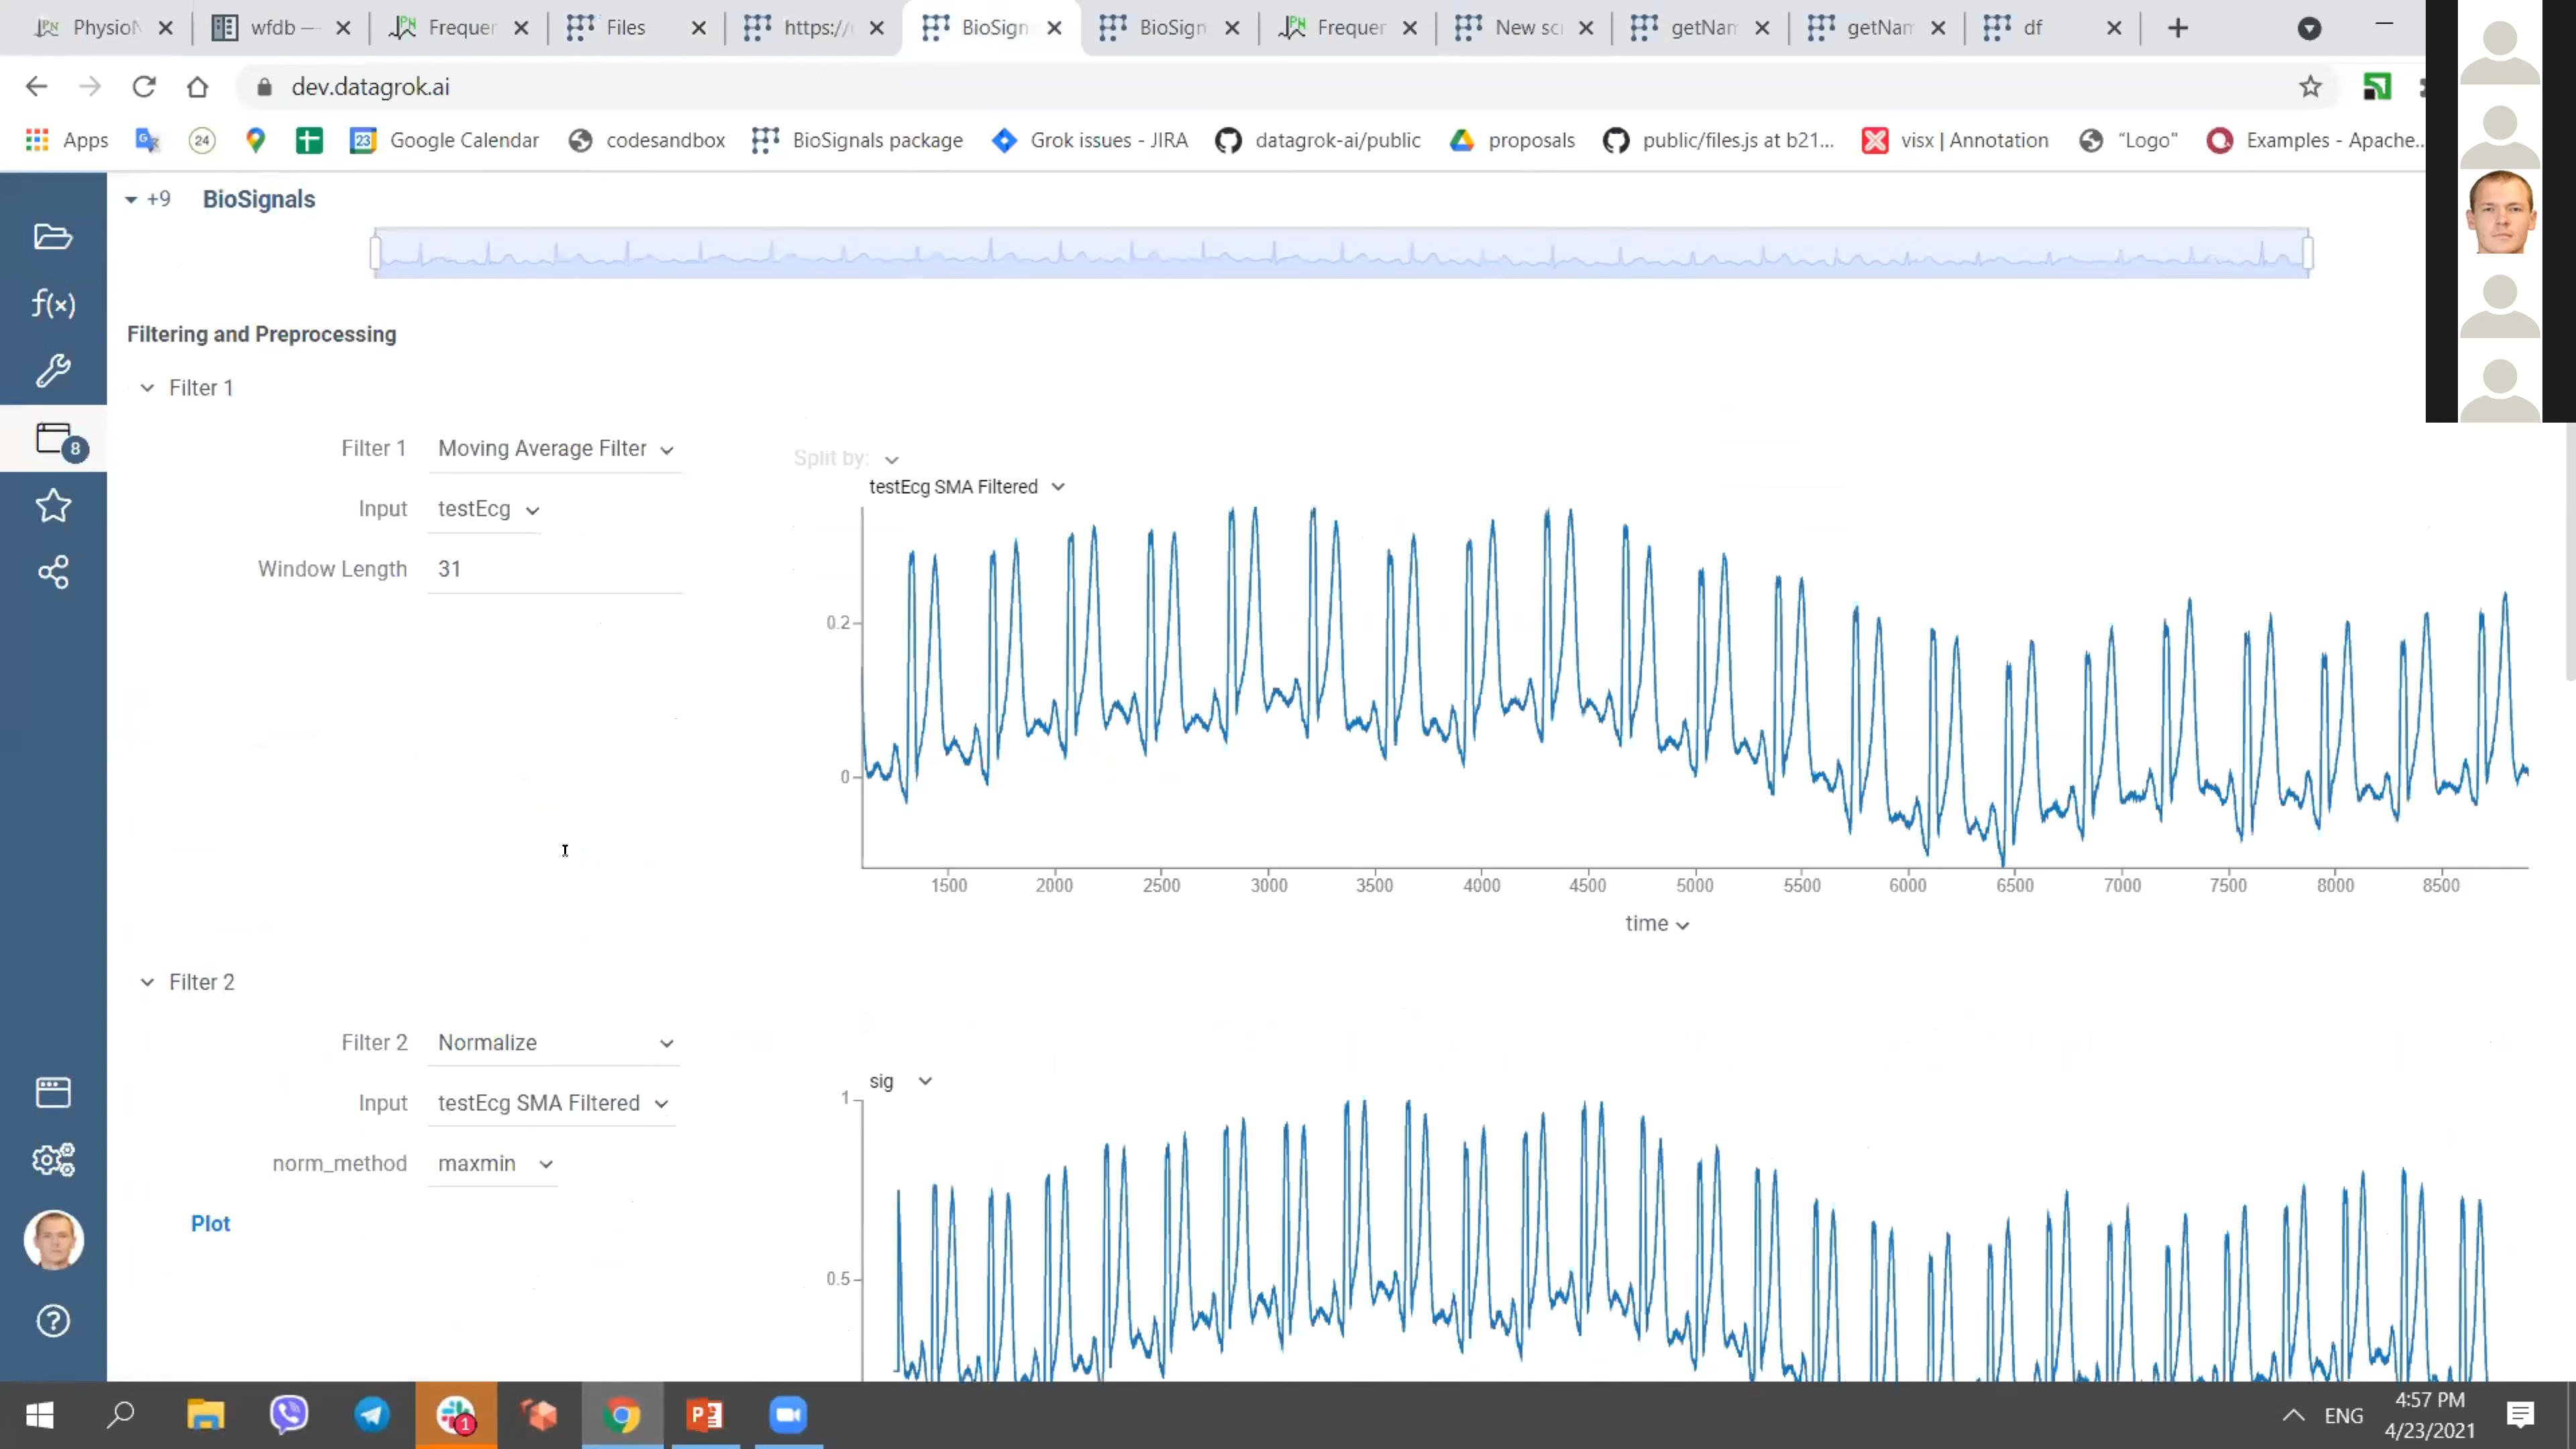 PhysioN
wfdb —
Frequer
Files
https://
BioSign
BioSign
Frequer
New sc
getNam
getNam
df
dev.datagrok.ai
Apps
24
23 Google Calendar
codesandbox
BioSignals package
Grok issues - JIRA
datagrok-ai/public
proposals
public/files.js at b21...
visx | Annotation
“Logo”
Examples - Apache...
+9 BioSignals
f(x)
8
Filtering and Preprocessing
Filter 1
Filter 1 Moving Average Filter
Input testEcg
Window Length 31
Split by:
testEcg SMA Filtered
0.2
0
1500 2000 2500 3000 3500 4000 4500 5000 5500 6000 6500 7000 7500 8000 8500
time
Filter 2
Filter 2 Normalize
Input testEcg SMA Filtered
norm_method maxmin
Plot
sig
1
0.5
1
ENG
4:57 PM
4/23/2021